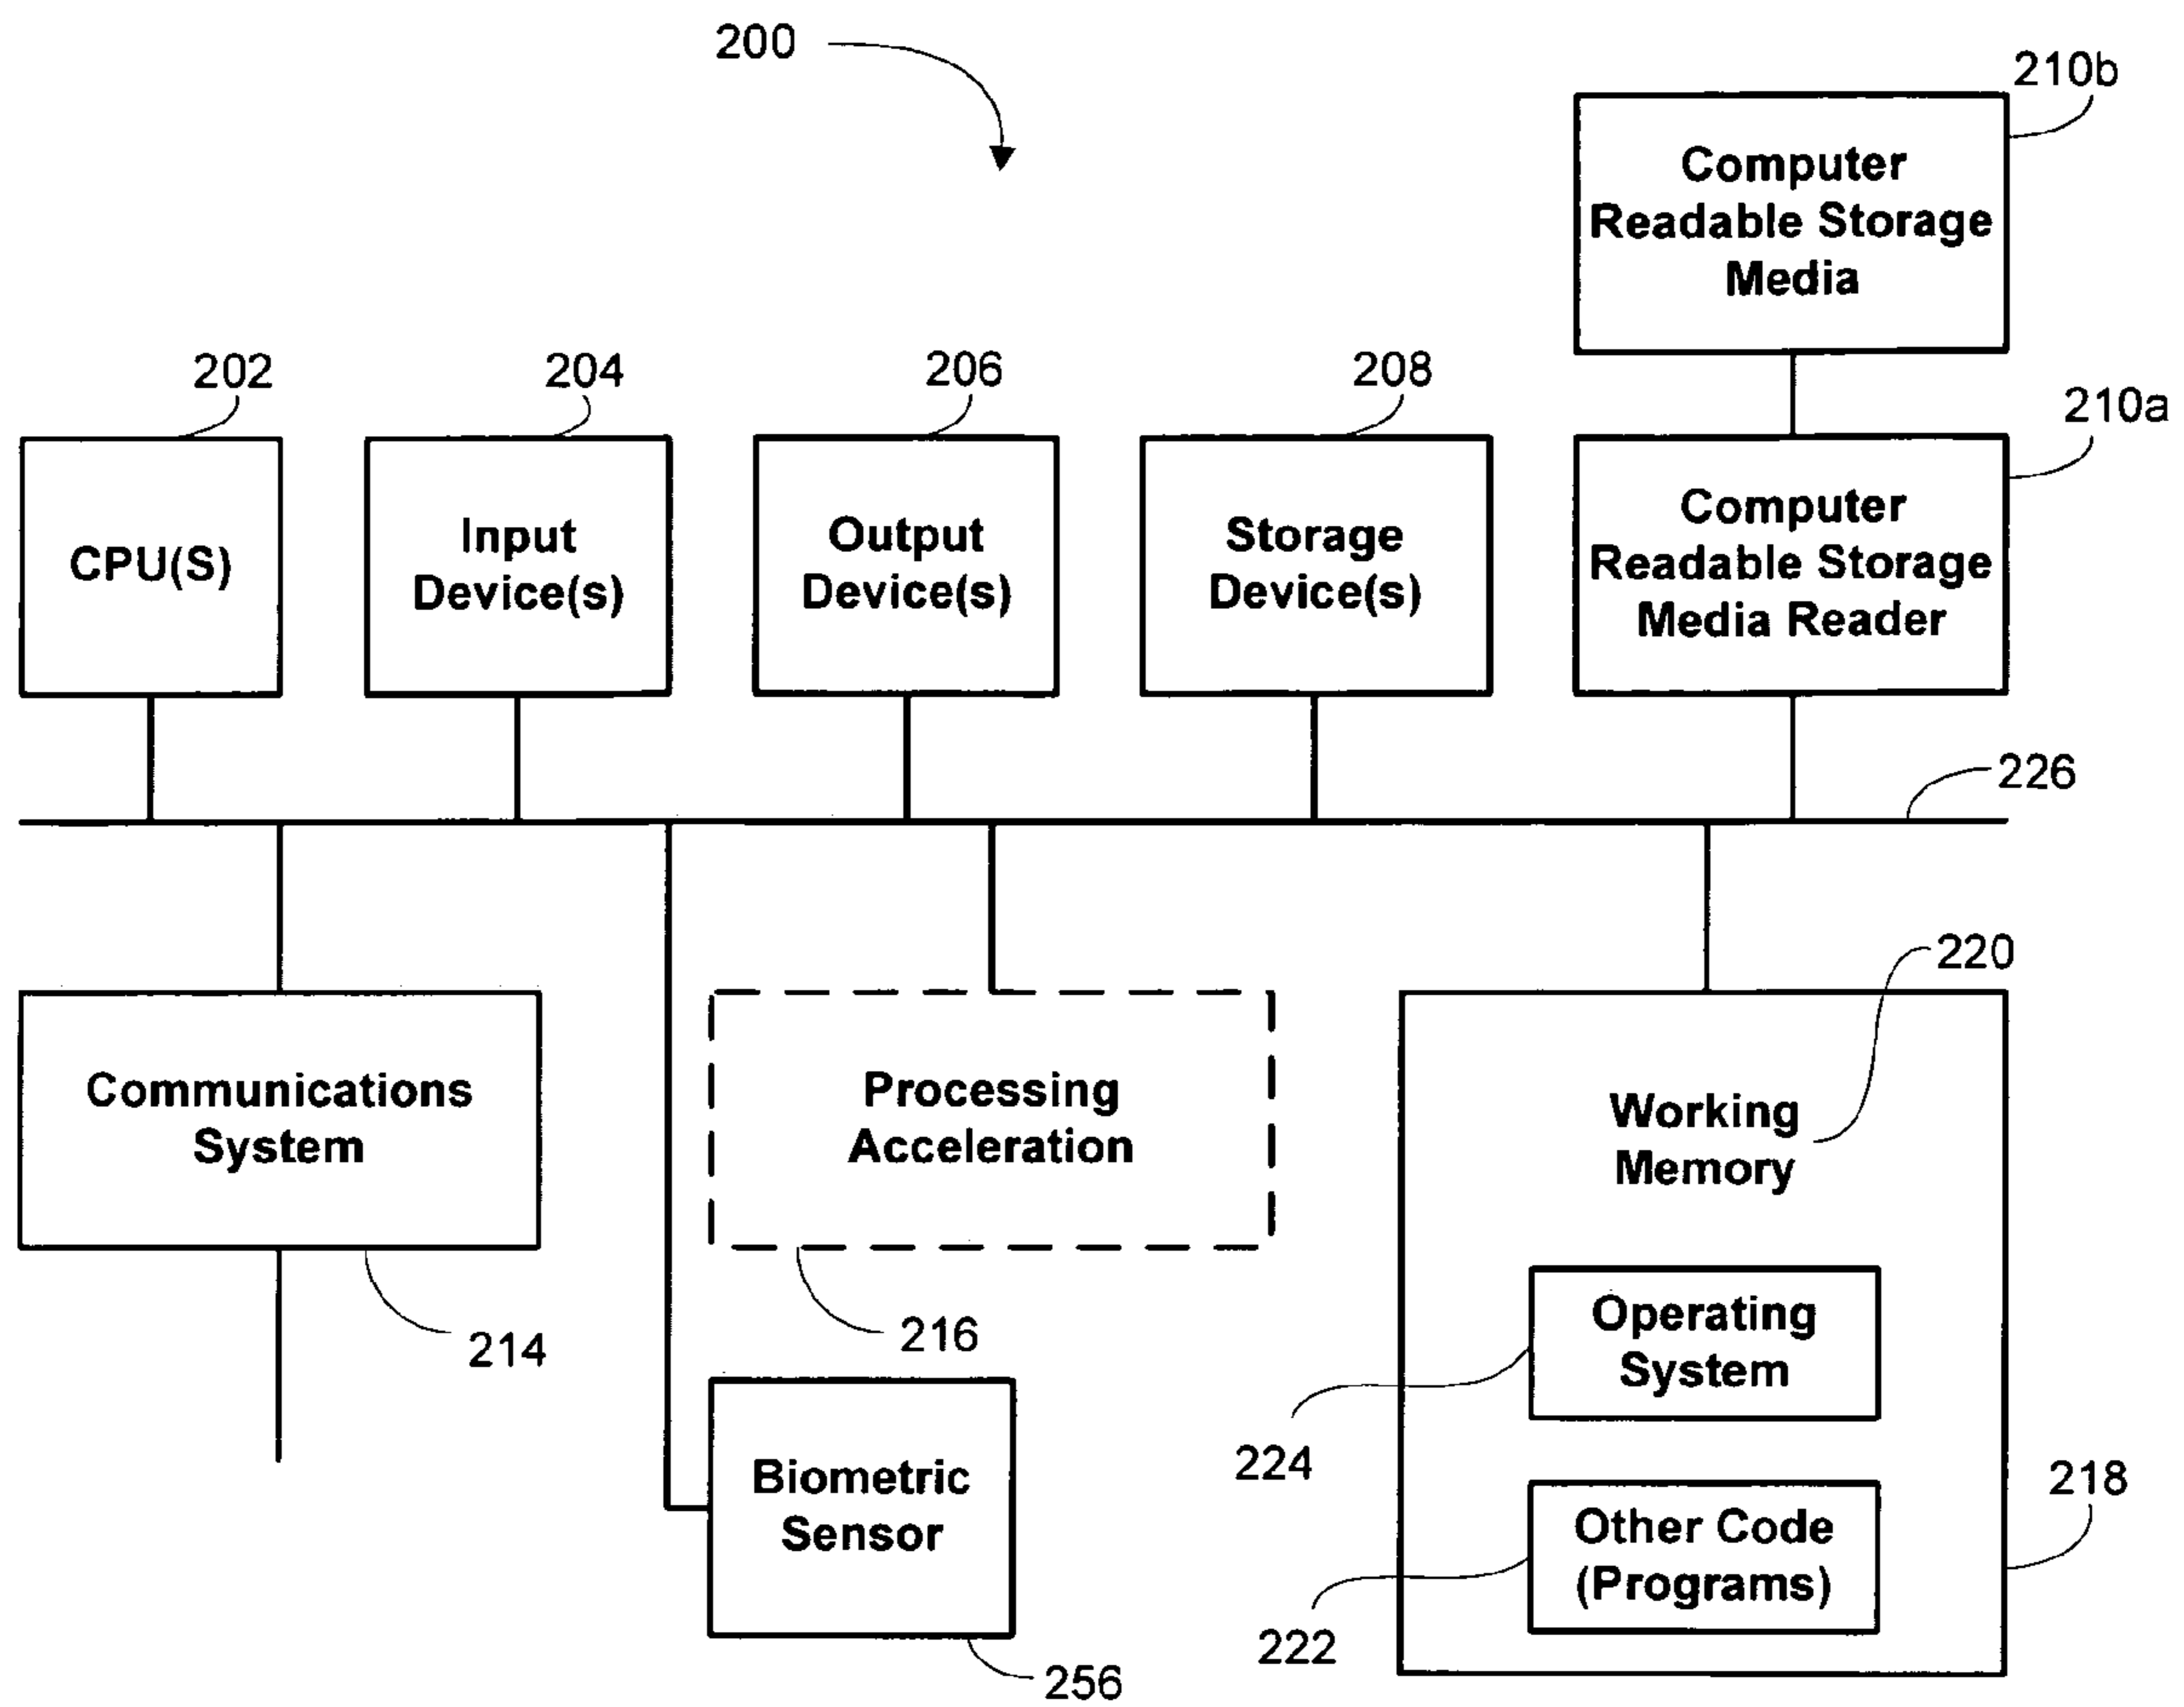 200
210b
Computer
Readable Storage
Media
202
204
206
208
210a
CPU(S)
Input
Device(s)
Output
Device(s)
Storage
Device(s)
Computer
Readable Storage
Media Reader
226
220
Communications
System
Processing
Acceleration
Working
Memory
214
216
Operating
System
224
Biometric
Sensor
218
Other Code
(Programs)
222
256